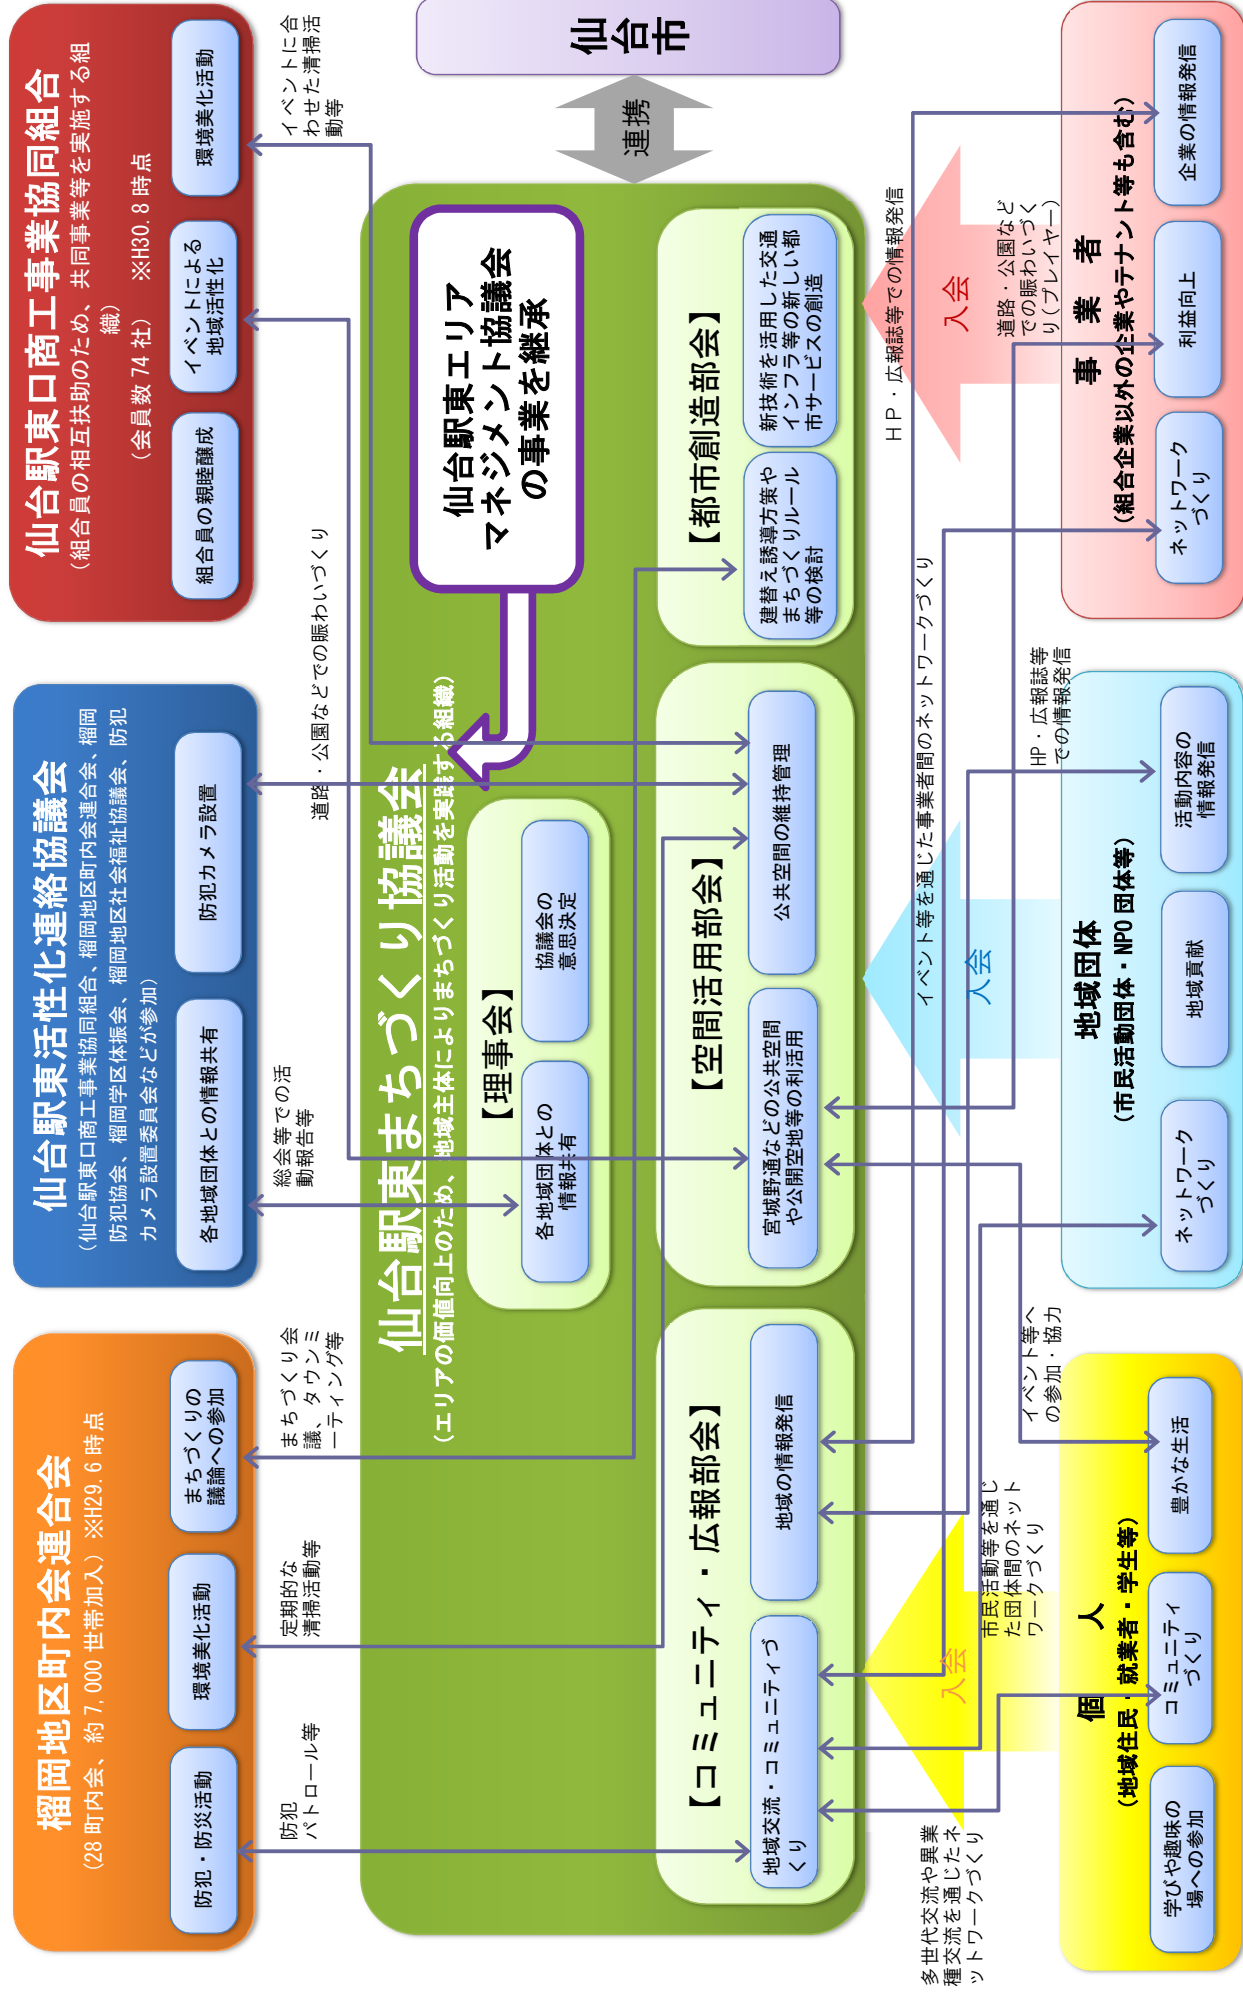 榴岡地区町内会連合会
(28 町内会、約 7,000 世帯加入) ※H29.6 時点
防犯・防災活動
環境美化活動
まちづくりの
議論への参加
仙台駅東活性化連絡協議会
(仙台駅東口商工事業協同組合、榴岡地区町内会連合会、榴岡
防犯協会、榴岡学区体振会、榴岡地区社会福祉協議会、防犯
カメラ設置委員会などが参加)
各地域団体との情報共有
防犯カメラ設置
仙台駅東口商工事業協同組合
(組合員の相互扶助のため、共同事業等を実施する組
織)
(会員数 74 社) ※H30.8 時点
組合員の親睦醸成
イベントによる
地域活性化
環境美化活動
防犯
パトロール等
定期的な
清掃活動等
まちづくり会
議、タウンミ
ーティング等
総会等での活
動報告等
道路・公園などでの賑わいづくり
イベントに合
わせた清掃活
動等
仙台駅東まちづくり協議会
(エリアの価値向上のため、地域主体によりまちづくり活動を実践する組織)
仙台駅東エリア
マネジメント協議会
の事業を継承
連携
仙台市
【理事会】
各地域団体との
情報共有
協議会の
意思決定
【コミュニティ・広報部会】
地域交流・コミュニティづ
くり
地域の情報発信
【空間活用部会】
宮城野通などの公共空間
や公開空地等の利活用
公共空間の維持管理
【都市創造部会】
建替え誘導方策や
まちづくりルール
等の検討
新技術を活用した交通
インフラ等の新しい都
市サービスの創造
多世代交流や異業
種交流を通じたネ
ットワークづくり
入会
市民活動等を通じ
た団体間のネット
ワークづくり
イベント等へ
の参加・協力
イベント等を通じた事業者間のネットワークづくり
入会
HP・広報誌等
での情報発信
HP・広報誌等での情報発信
入会
道路・公園など
での賑わいづく
り(プレイヤー)
個 人
(地域住民・就業者・学生等)
学びや趣味の
場への参加
コミュニティ
づくり
豊かな生活
地域団体
(市民活動団体・NPO 団体等)
ネットワーク
づくり
地域貢献
活動内容の
情報発信
事 業 者
(組合企業以外の企業やテナント等も含む)
ネットワーク
づくり
利益向上
企業の情報発信